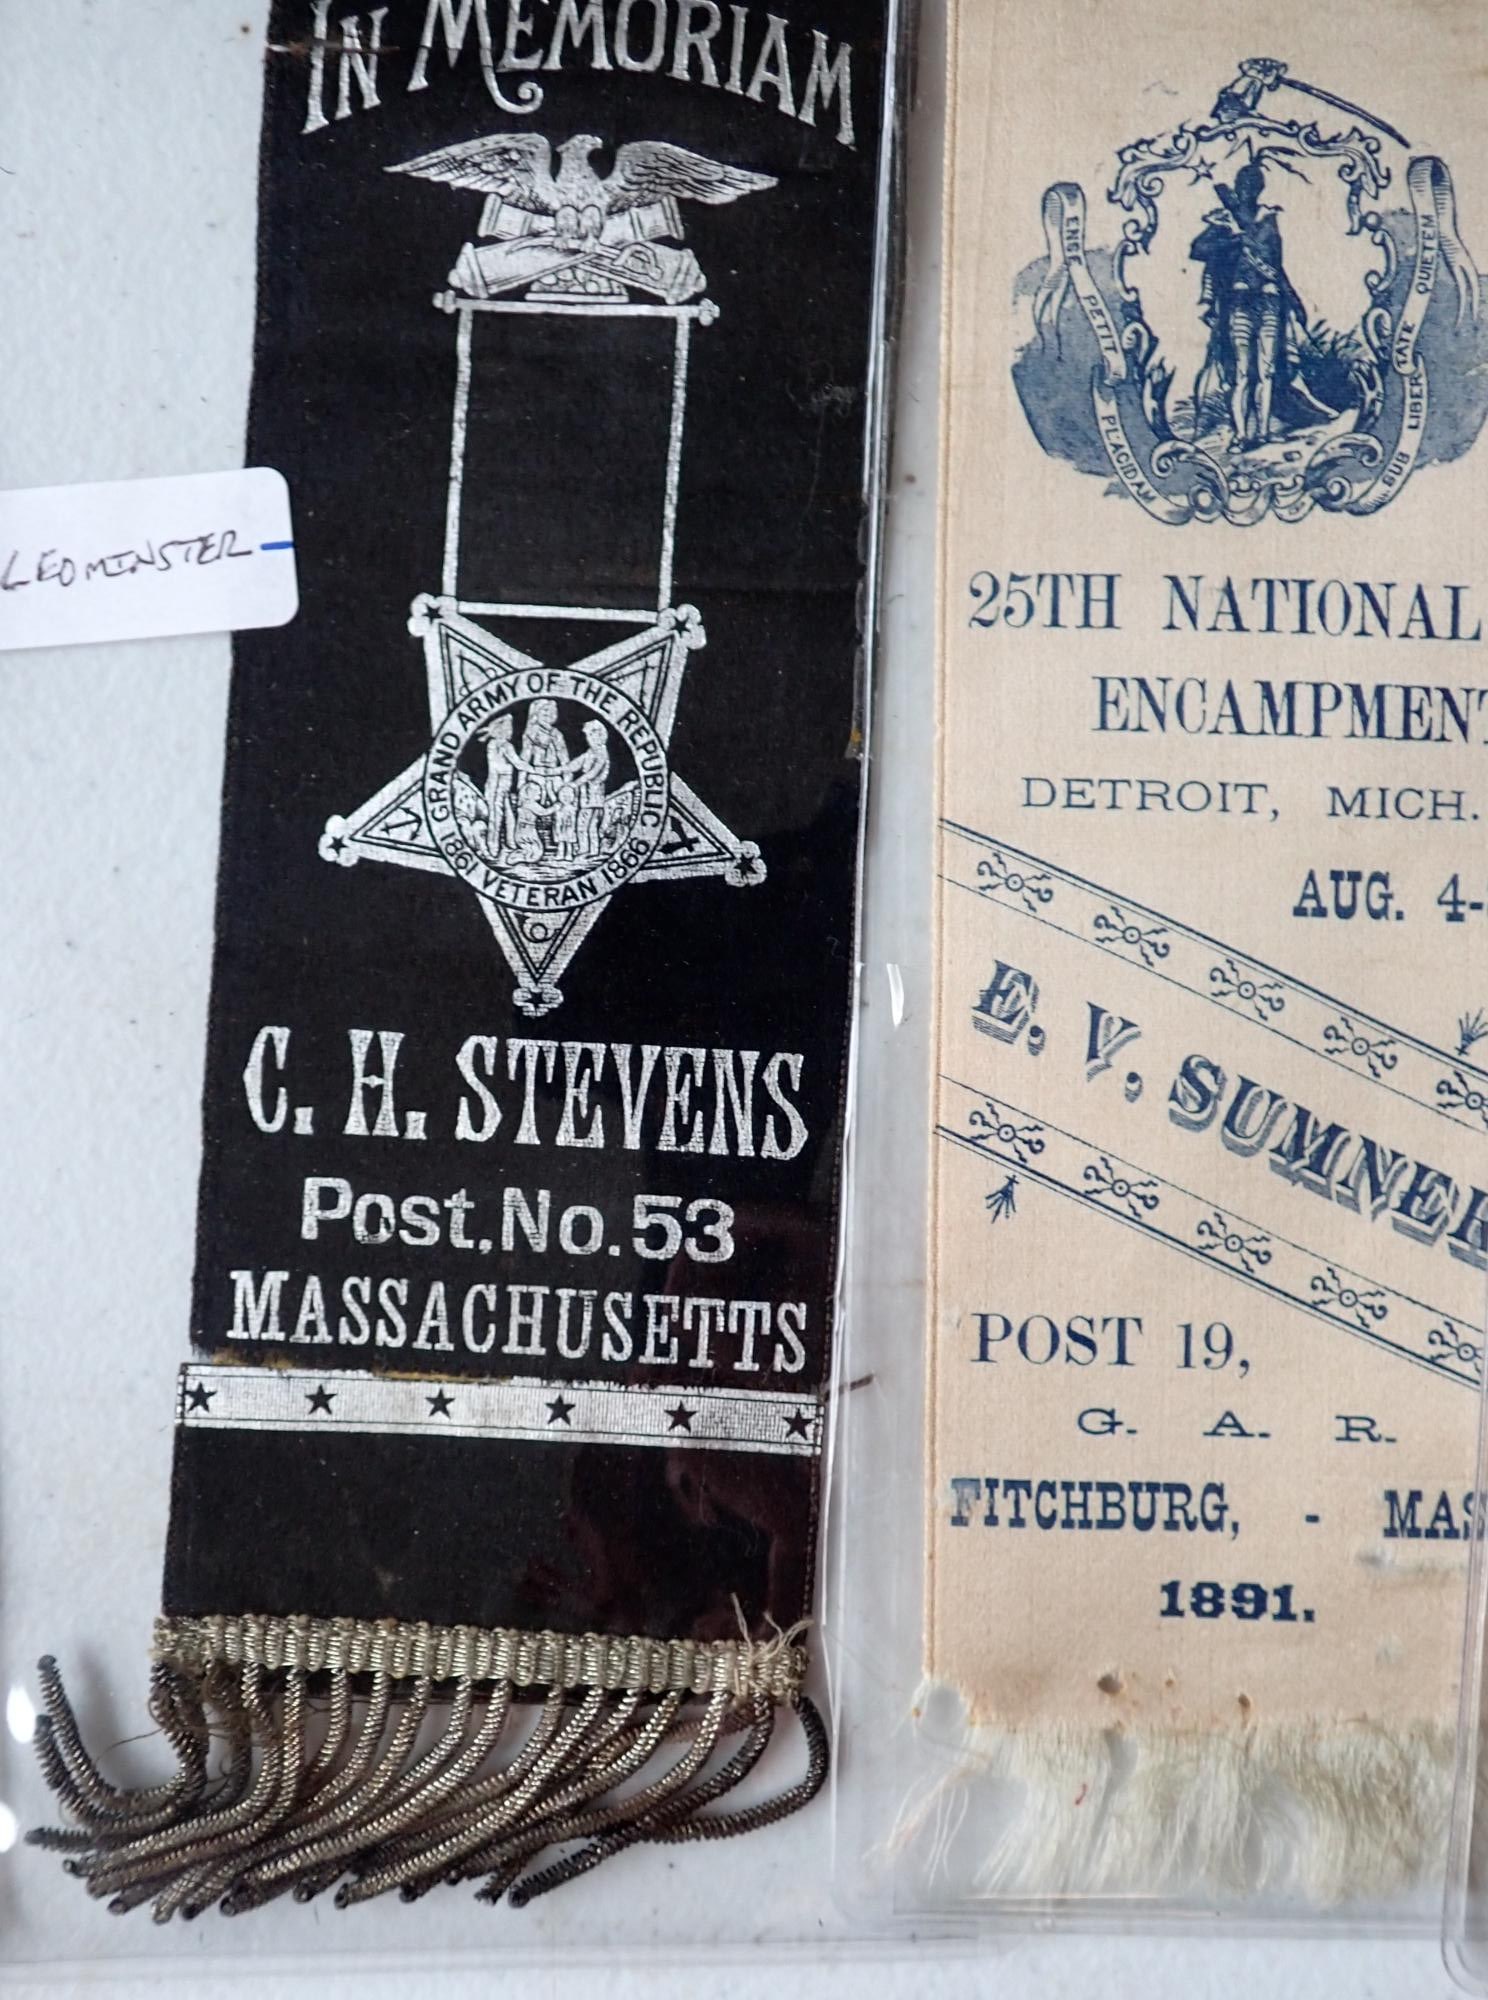 IN MEMORIAM
LEOMINSTER
GRAND ARMY OF THE REPUBLIC
1861 VETERAN 1866
C. H. STEVENS
Post. No. 53
MASSACHUSETTS
ENSE PETIT PLACIDAM
SUB LIBERTATE QUIETEM
25TH NATIONAL
ENCAMPMENT
DETROIT, MICH.
AUG. 4-
E. V. SUMNER
POST 19,
G. A. R.
FITCHBURG, - MASS
1891.